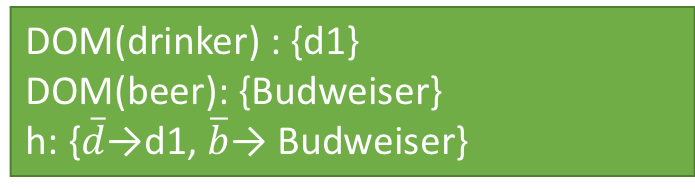 DOM(drinker) : {d1}
DOM(beer): {Budweiser}
h: {d̅→d1, b̅→ Budweiser}